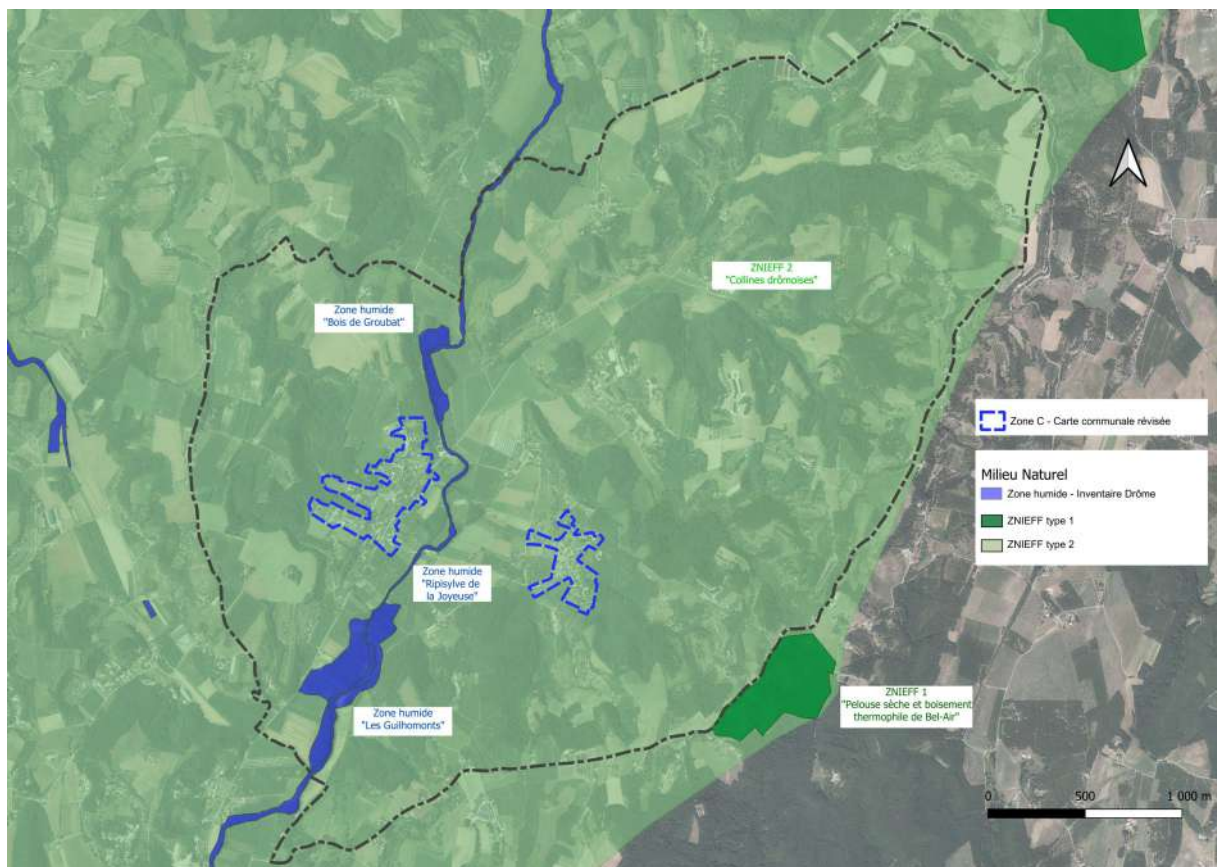 ZNIEFF 2
"Collines drômoises"
Zone humide
"Bois de Groubat"
Zone C - Carte communale révisée
Milieu Naturel
Zone humide - Inventaire Drôme
ZNIEFF type 1
ZNIEFF type 2
Zone humide
"Ripisylve de
la Joyeuse"
ZNIEFF 1
"Pelouse sèche et boisement
thermophile de Bel-Air"
Zone humide
"Les Guilhomonts"
0 500 1 000 m